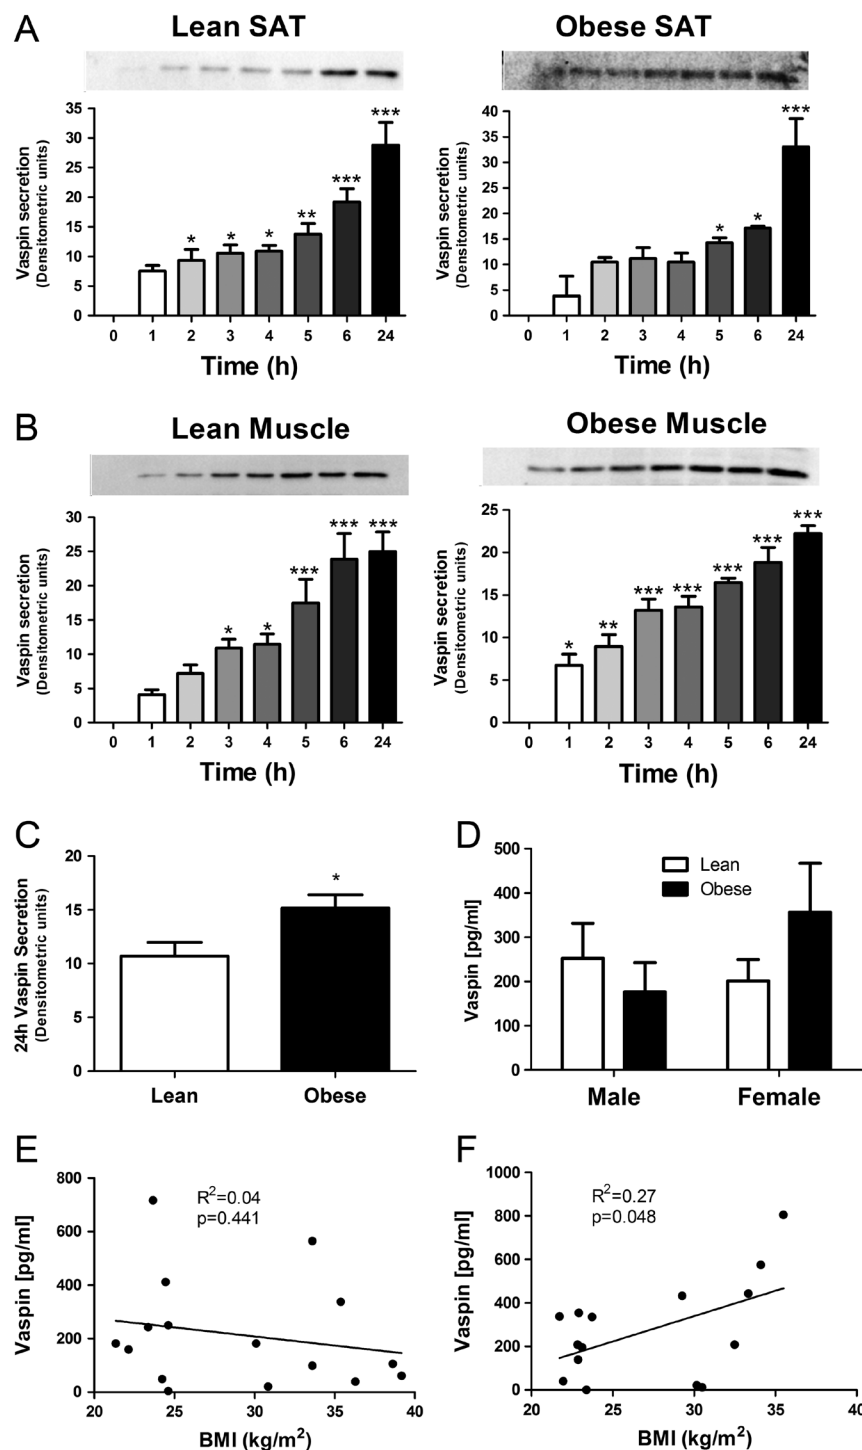 A
Lean SAT
Obese SAT
Vaspin secretion
(Densitometric units)
35
30
25
20
15
10
5
0
*
*
*
**
***
***
0 1 2 3 4 5 6 24
Time (h)
Vaspin secretion
(Densitometric units)
40
35
30
25
20
15
10
5
0
*
*
***
0 1 2 3 4 5 6 24
Time (h)
B
Lean Muscle
Obese Muscle
Vaspin secretion
(Densitometric units)
30
25
20
15
10
5
0
*
*
***
***
***
0 1 2 3 4 5 6 24
Time (h)
Vaspin secretion
(Densitometric units)
25
20
15
10
5
0
*
**
***
***
***
***
***
0 1 2 3 4 5 6 24
Time (h)
C
24h Vaspin Secretion
(Densitometric units)
20
15
10
5
0
*
Lean Obese
D
Vaspin [pg/ml]
500
400
300
200
100
0
Lean
Obese
Male Female
E
Vaspin [pg/ml]
800
600
400
200
0
R²=0.04
p=0.441
20 25 30 35 40
BMI (kg/m²)
F
Vaspin [pg/ml]
1000
800
600
400
200
0
R²=0.27
p=0.048
20 25 30 35 40
BMI (kg/m²)